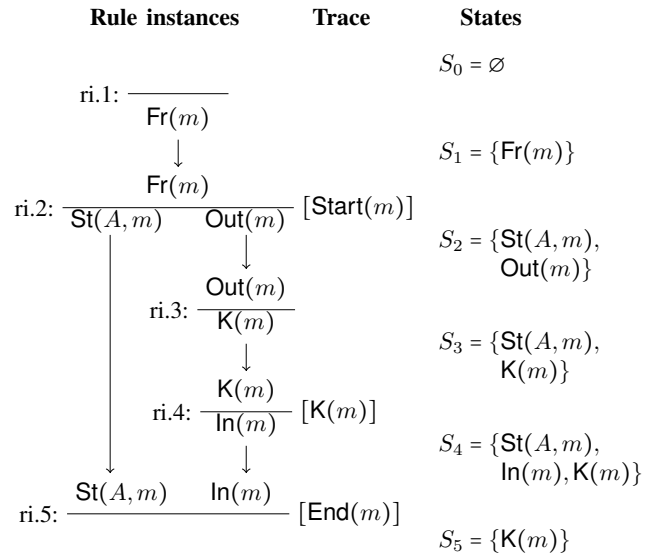 Rule instances Trace States
S₀ = ∅
ri.1:
Fr(m)
S₁ = {Fr(m)}
Fr(m)
ri.2: [Start(m)]
St(A, m) Out(m)
S₂ = {St(A, m),
Out(m)}
Out(m)
ri.3:
K(m)
S₃ = {St(A, m),
K(m)}
K(m)
ri.4: [K(m)]
In(m)
S₄ = {St(A, m),
In(m), K(m)}
St(A, m) In(m)
ri.5: [End(m)]
S₅ = {K(m)}